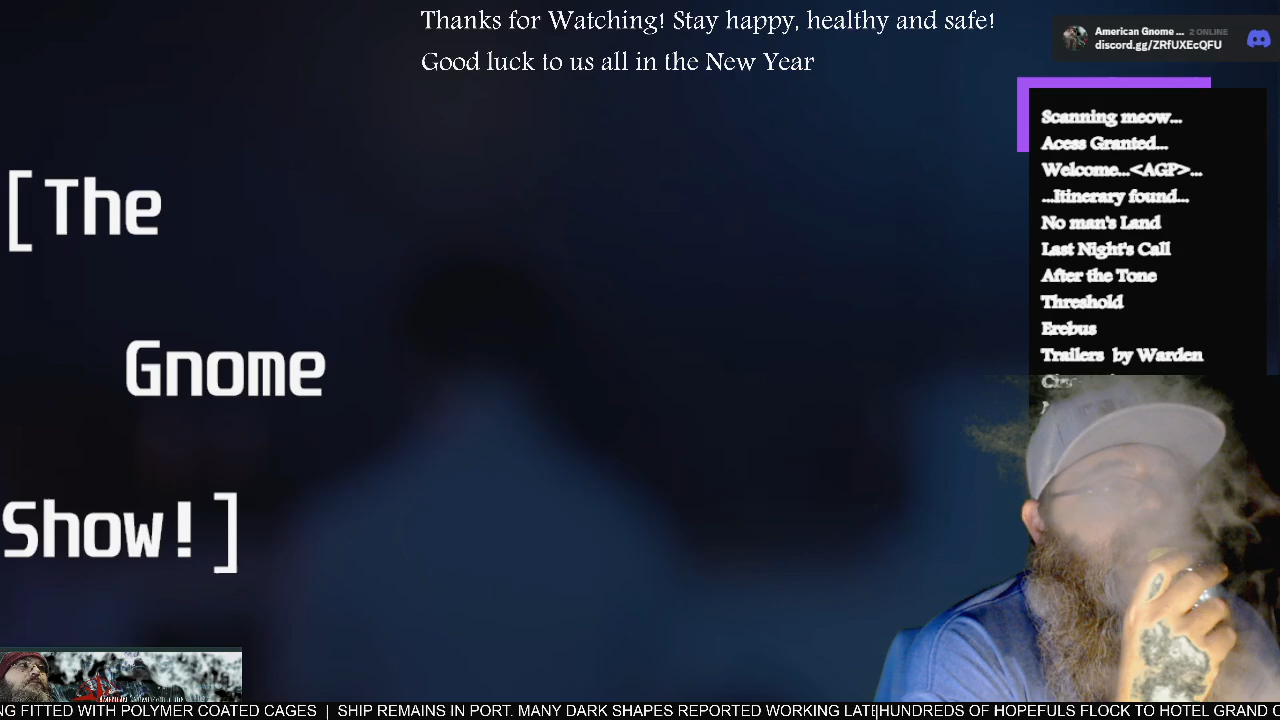 Thanks for Watching! Stay happy, healthy and safe!
Good luck to us all in the New Year
American Gnome ... 2 ONLINE
discord.gg/ZRfUXEcQFU
Scanning meow...
Acess Granted...
Welcome...<AGP>...
...Itinerary found...
No man's Land
Last Night's Call
After the Tone
Threshold
Erebus
Trailers by Warden
[The
Gnome
Show!]
NG FITTED WITH POLYMER COATED CAGES | SHIP REMAINS IN PORT. MANY DARK SHAPES REPORTED WORKING LATE HUNDREDS OF HOPEFULS FLOCK TO HOTEL GRAND